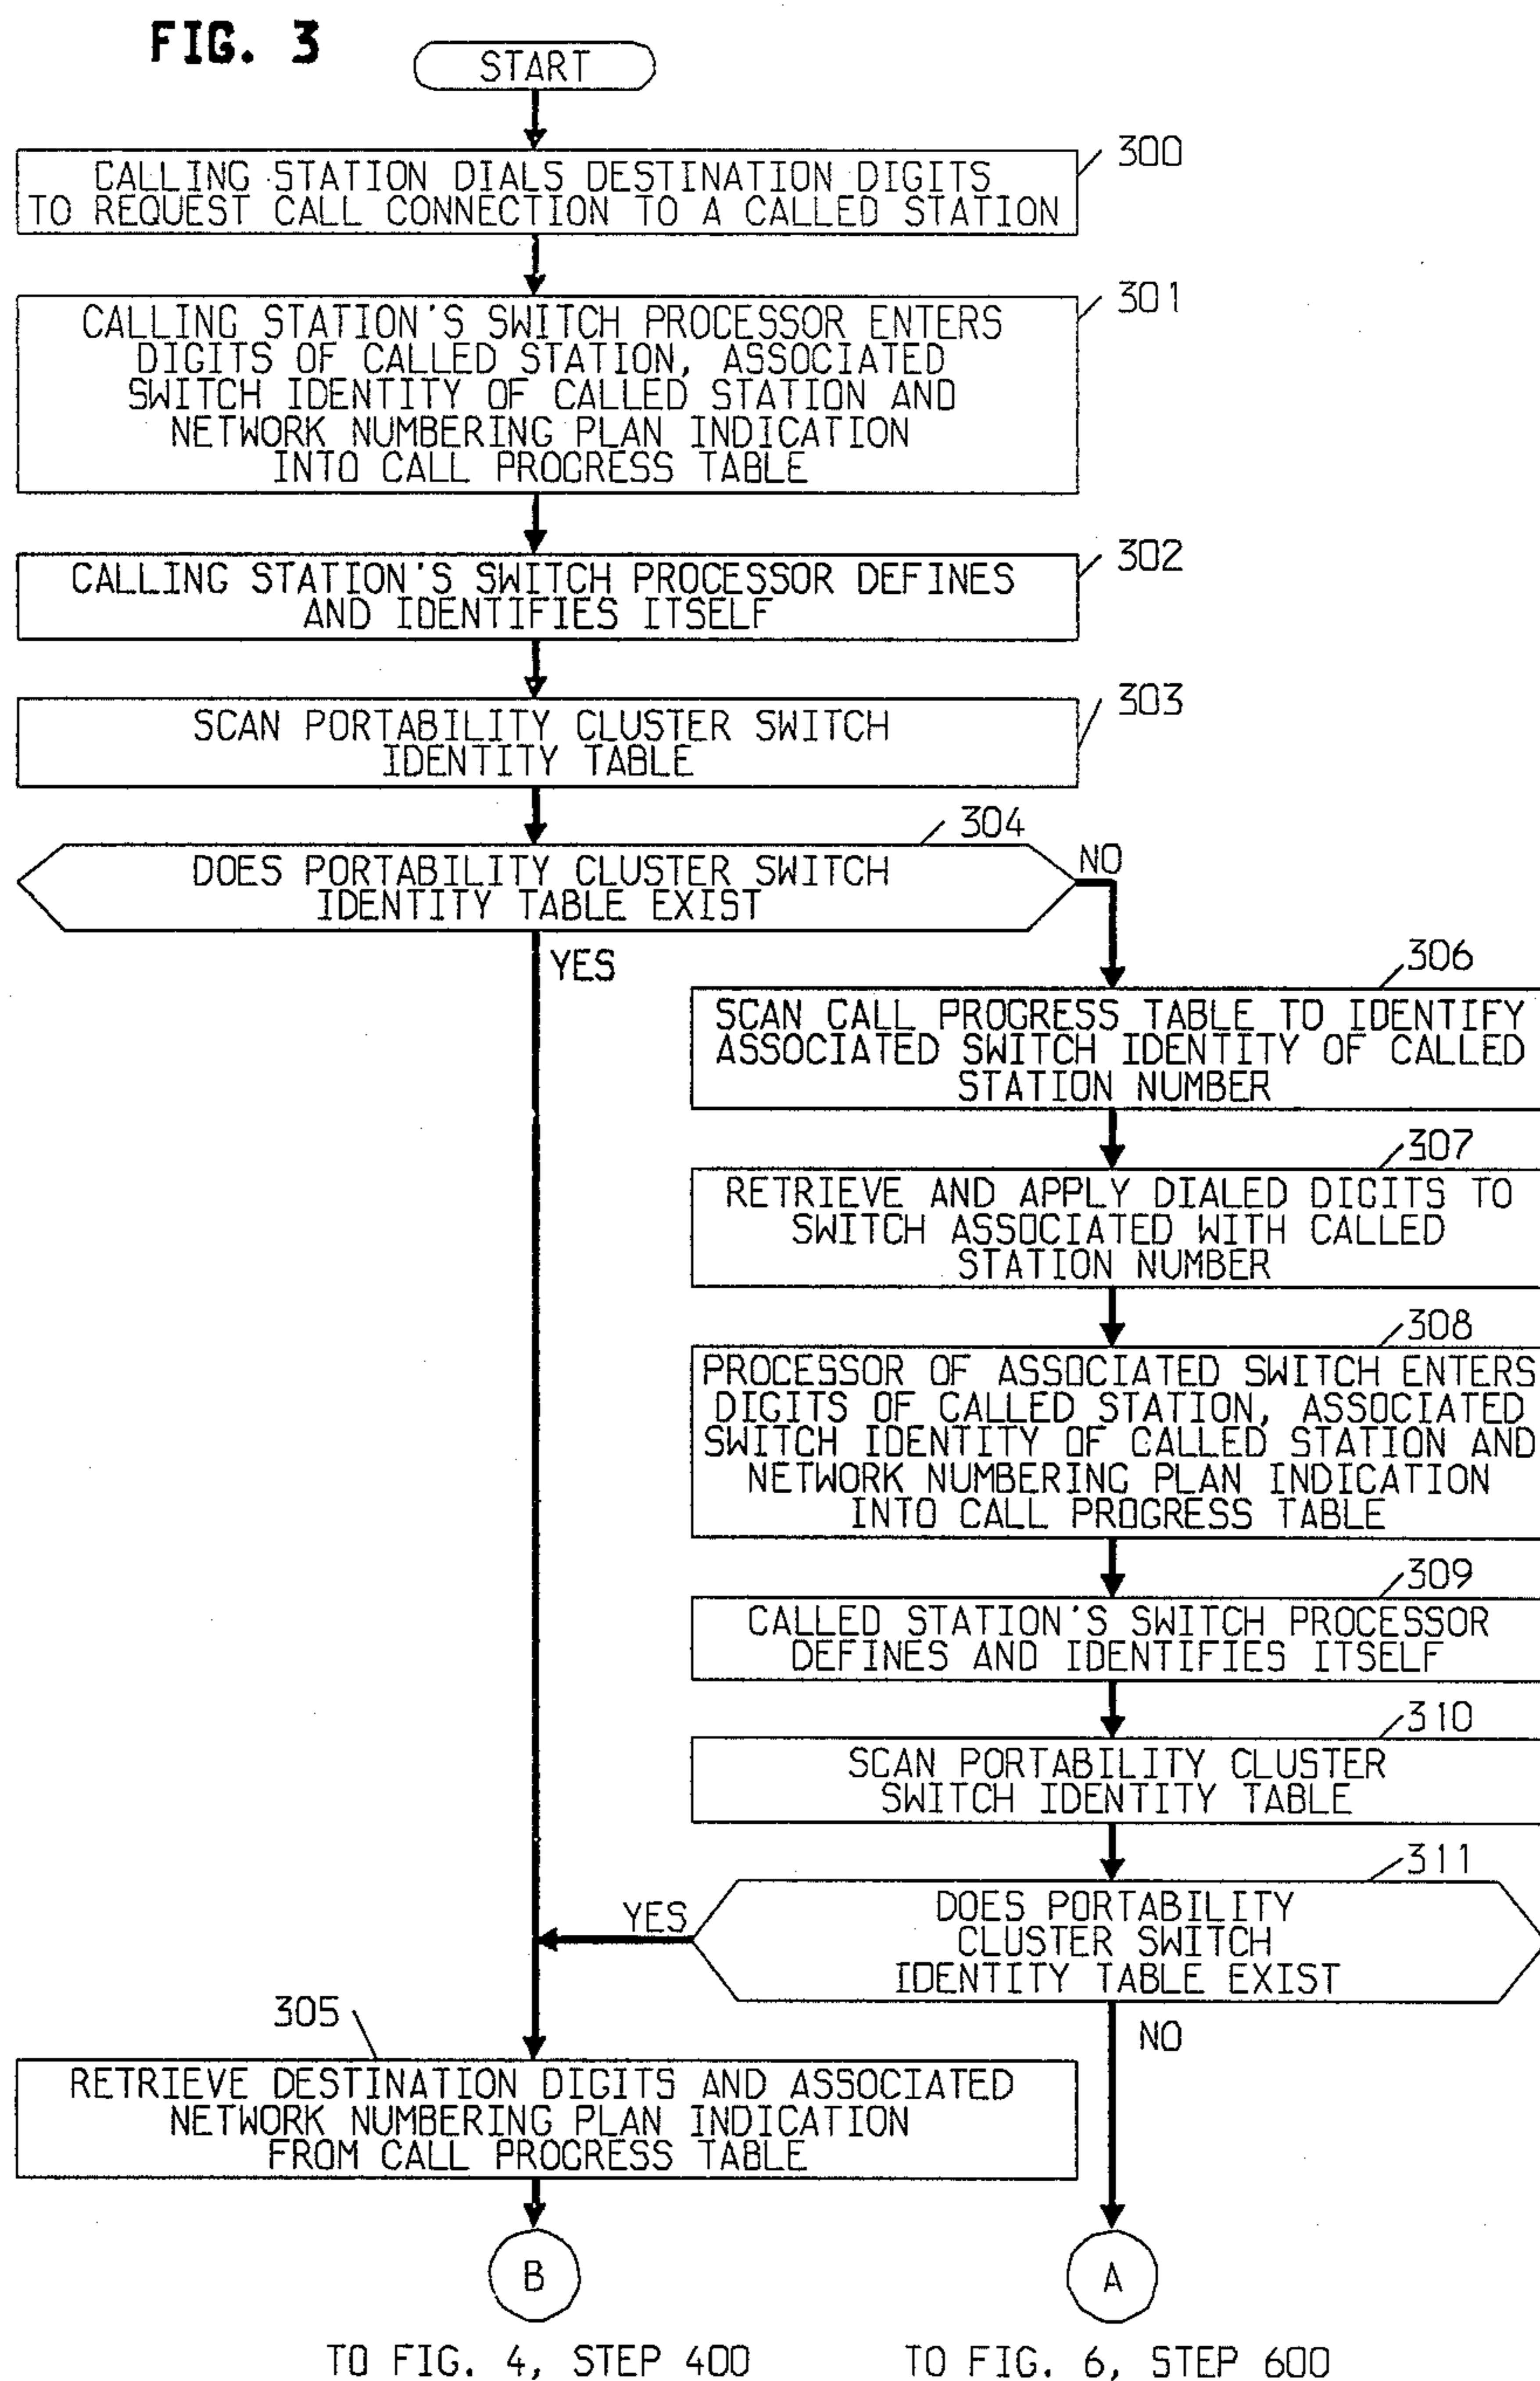 FIG. 3
START
300
CALLING STATION DIALS DESTINATION DIGITS
TO REQUEST CALL CONNECTION TO A CALLED STATION
301
CALLING STATION'S SWITCH PROCESSOR ENTERS
DIGITS OF CALLED STATION, ASSOCIATED
SWITCH IDENTITY OF CALLED STATION AND
NETWORK NUMBERING PLAN INDICATION
INTO CALL PROGRESS TABLE
302
CALLING STATION'S SWITCH PROCESSOR DEFINES
AND IDENTIFIES ITSELF
303
SCAN PORTABILITY CLUSTER SWITCH
IDENTITY TABLE
304
DOES PORTABILITY CLUSTER SWITCH
IDENTITY TABLE EXIST
NO
YES
306
SCAN CALL PROGRESS TABLE TO IDENTIFY
ASSOCIATED SWITCH IDENTITY OF CALLED
STATION NUMBER
307
RETRIEVE AND APPLY DIALED DIGITS TO
SWITCH ASSOCIATED WITH CALLED
STATION NUMBER
308
PROCESSOR OF ASSOCIATED SWITCH ENTERS
DIGITS OF CALLED STATION, ASSOCIATED
SWITCH IDENTITY OF CALLED STATION AND
NETWORK NUMBERING PLAN INDICATION
INTO CALL PROGRESS TABLE
309
CALLED STATION'S SWITCH PROCESSOR
DEFINES AND IDENTIFIES ITSELF
310
SCAN PORTABILITY CLUSTER
SWITCH IDENTITY TABLE
311
DOES PORTABILITY
CLUSTER SWITCH
IDENTITY TABLE EXIST
YES
NO
305
RETRIEVE DESTINATION DIGITS AND ASSOCIATED
NETWORK NUMBERING PLAN INDICATION
FROM CALL PROGRESS TABLE
B
A
TO FIG. 4, STEP 400
TO FIG. 6, STEP 600